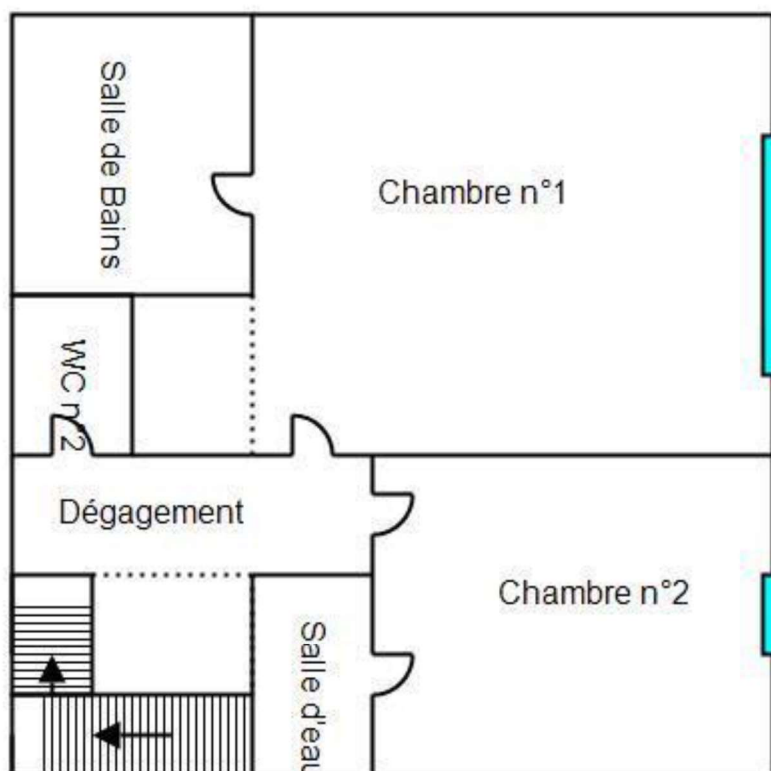 Salle de Bains
Chambre n°1
WC n°2
Dégagement
Chambre n°2
Salle d'eau